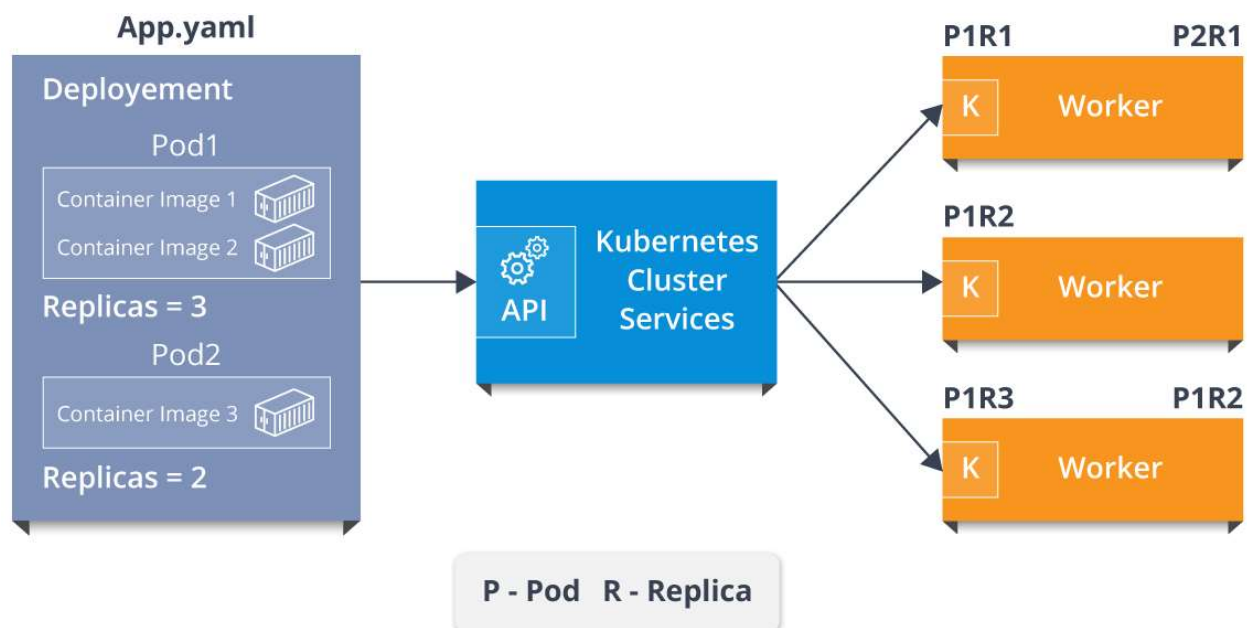 App.yaml
Deployement
Pod1
Container Image 1
Container Image 2
Replicas = 3
Pod2
Container Image 3
Replicas = 2
API
Kubernetes
Cluster
Services
P1R1 P2R1
K Worker
P1R2
K Worker
P1R3 P1R2
K Worker
P - Pod R - Replica